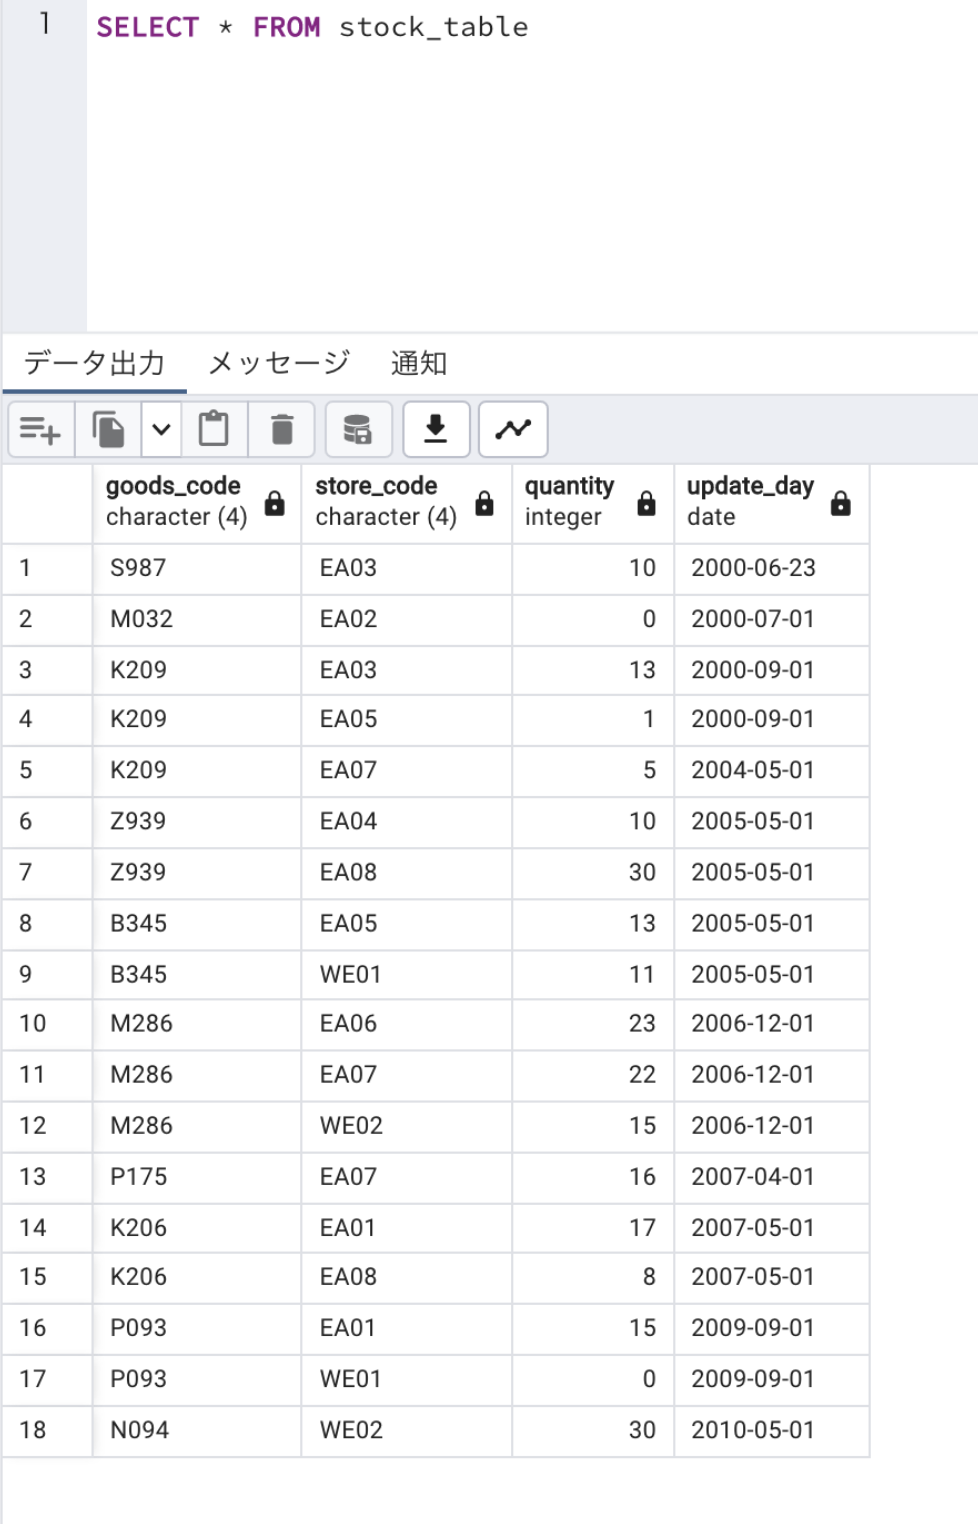 1 SELECT * FROM stock_table
データ出力 メッセージ 通知
goods_code store_code quantity update_day
character (4) character (4) integer date
1 S987 EA03 10 2000-06-23
2 M032 EA02 0 2000-07-01
3 K209 EA03 13 2000-09-01
4 K209 EA05 1 2000-09-01
5 K209 EA07 5 2004-05-01
6 Z939 EA04 10 2005-05-01
7 Z939 EA08 30 2005-05-01
8 B345 EA05 13 2005-05-01
9 B345 WE01 11 2005-05-01
10 M286 EA06 23 2006-12-01
11 M286 EA07 22 2006-12-01
12 M286 WE02 15 2006-12-01
13 P175 EA07 16 2007-04-01
14 K206 EA01 17 2007-05-01
15 K206 EA08 8 2007-05-01
16 P093 EA01 15 2009-09-01
17 P093 WE01 0 2009-09-01
18 N094 WE02 30 2010-05-01